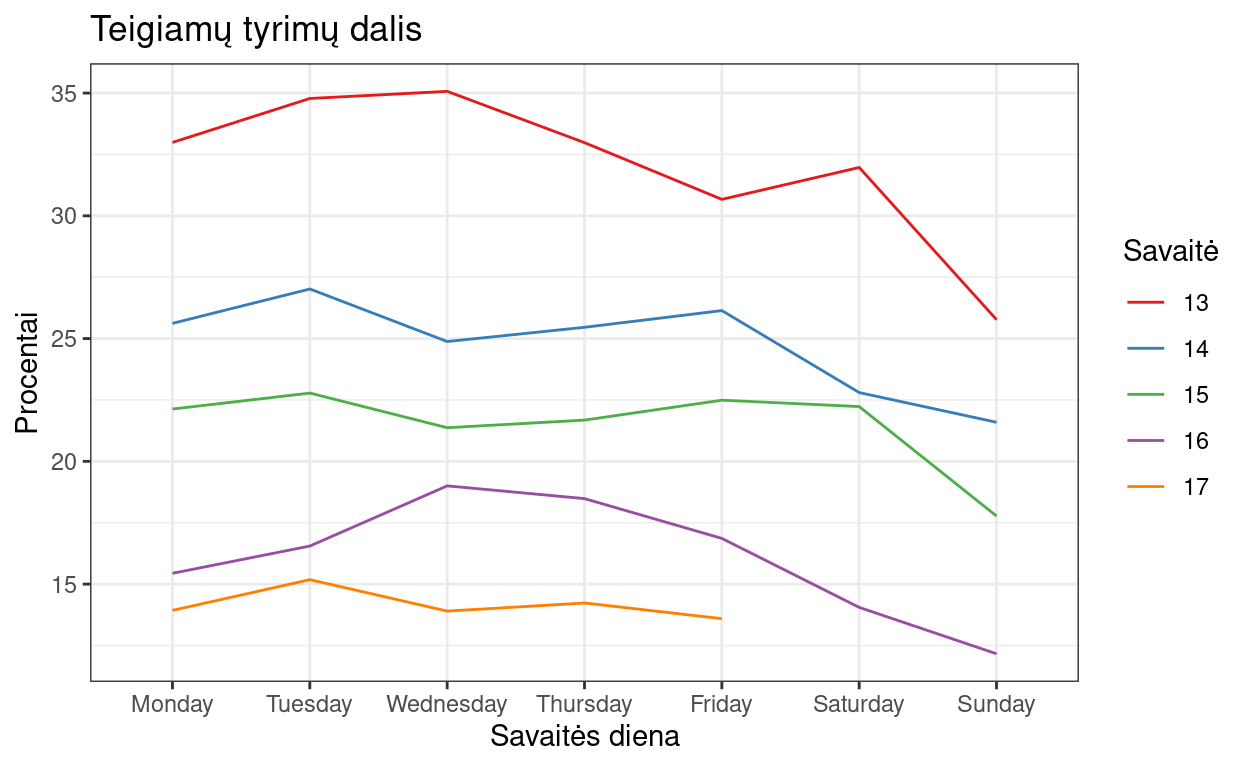 Teigiamų tyrimų dalis
Procentai
35
30
25
20
15
Monday Tuesday Wednesday Thursday Friday Saturday Sunday
Savaitės diena
Savaitė
13
14
15
16
17